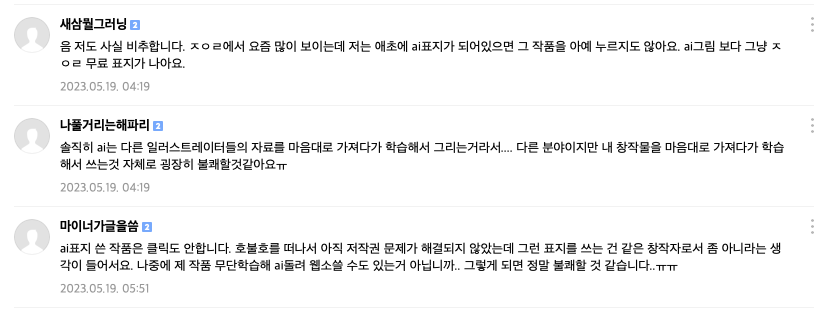 새삼뭘그러닝 2
음 저도 사실 비추합니다. ㅈㅇㄹ에서 요즘 많이 보이는데 저는 애초에 ai표지가 되어있으면 그 작품을 아예 누르지도 않아요. ai그림 보다 그냥 ㅈ
ㅇㄹ 무료 표지가 나아요.
2023.05.19. 04:19
나풀거리는해파리 2
솔직히 ai는 다른 일러스트레이터들의 자료를 마음대로 가져다가 학습해서 그리는거라서.... 다른 분야이지만 내 창작물을 마음대로 가져다가 학습
해서 쓰는것 자체로 굉장히 불쾌할것같아요ㅠ
2023.05.19. 04:19
마이너가글을씀 2
ai표지 쓴 작품은 클릭도 안합니다. 호불호를 떠나서 아직 저작권 문제가 해결되지 않았는데 그런 표지를 쓰는 건 같은 창작자로서 좀 아니라는 생
각이 들어서요. 나중에 제 작품 무단학습해 ai돌려 웹소쓸 수도 있는거 아닙니까.. 그렇게 되면 정말 불쾌할 것 같습니다..ㅠㅠ
2023.05.19. 05:51